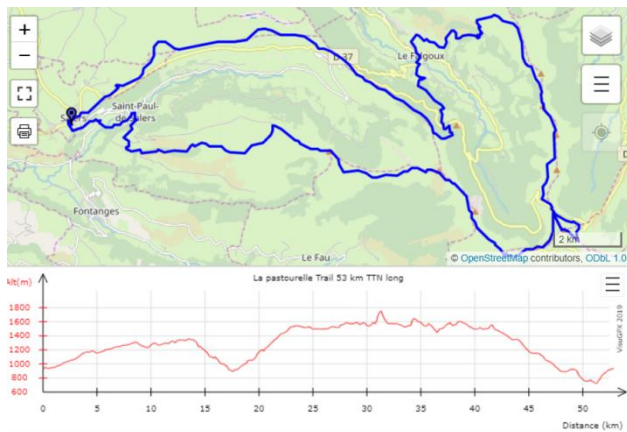 +
−
D 37
Le Falgoux
Saint-Paul-
de-Salers
Salers
Fontanges
Le Fau
D
2 km
© OpenStreetMap contributors, ODbL 1.0
La pastourelle Trail 53 km TTN long
Alt(m)
1800
1600
1400
1200
1000
800
600
0 5 10 15 20 25 30 35 40 45 50
Distance (km)
VisuGPX 2019